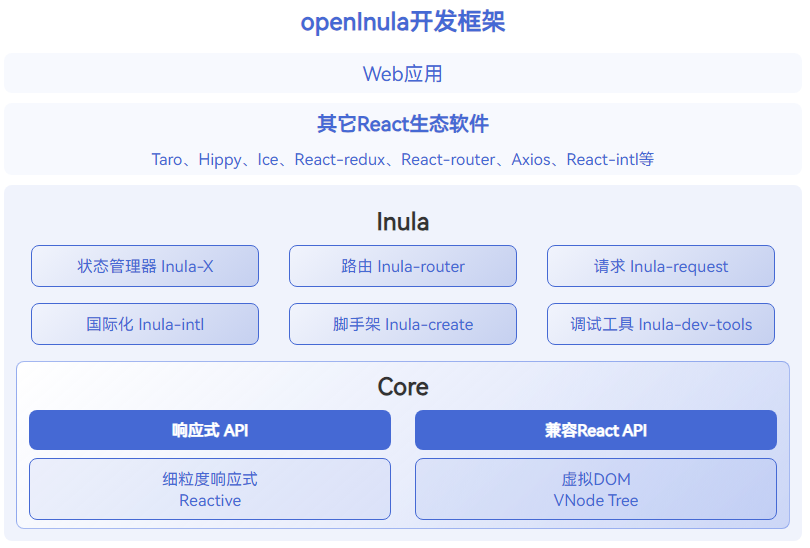 openInula开发框架
Web应用
其它React生态软件
Taro、Hippy、Ice、React-redux、React-router、Axios、React-intl等
Inula
状态管理器 Inula-X
路由 Inula-router
请求 Inula-request
国际化 Inula-intl
脚手架 Inula-create
调试工具 Inula-dev-tools
Core
响应式 API
兼容React API
细粒度响应式
Reactive
虚拟DOM
VNode Tree